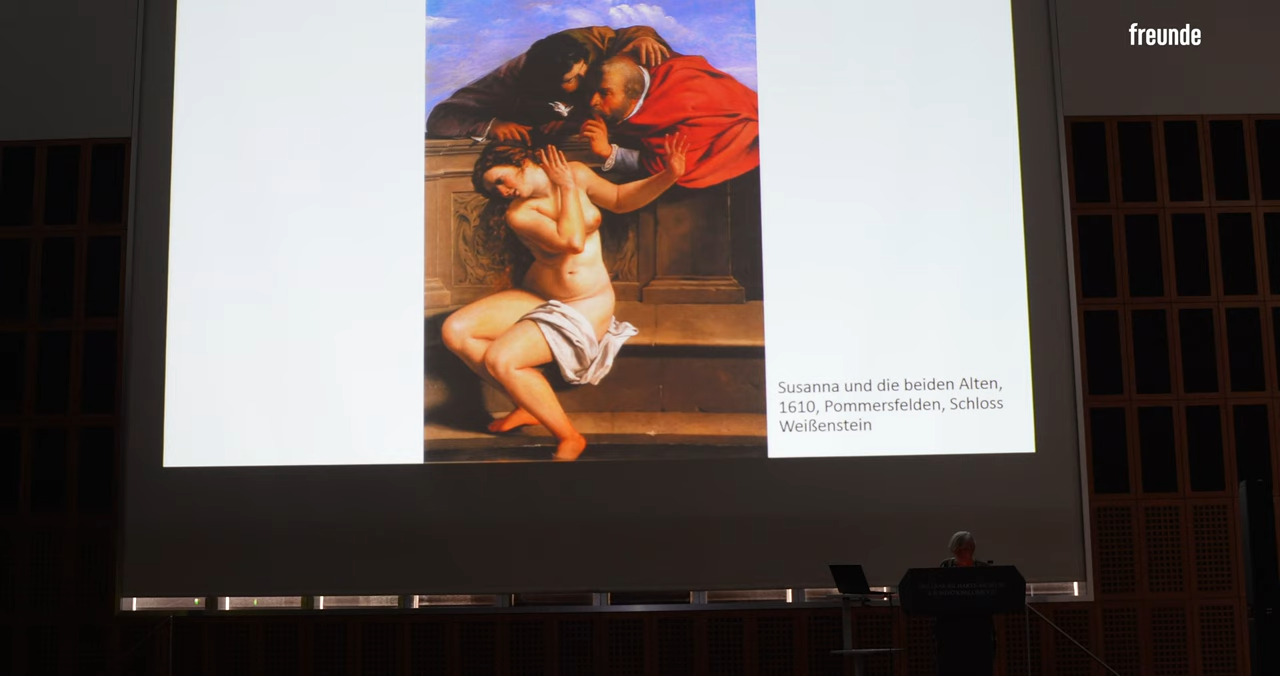 freunde
Susanna und die beiden Alten,
1610, Pommersfelden, Schloss
Weißenstein